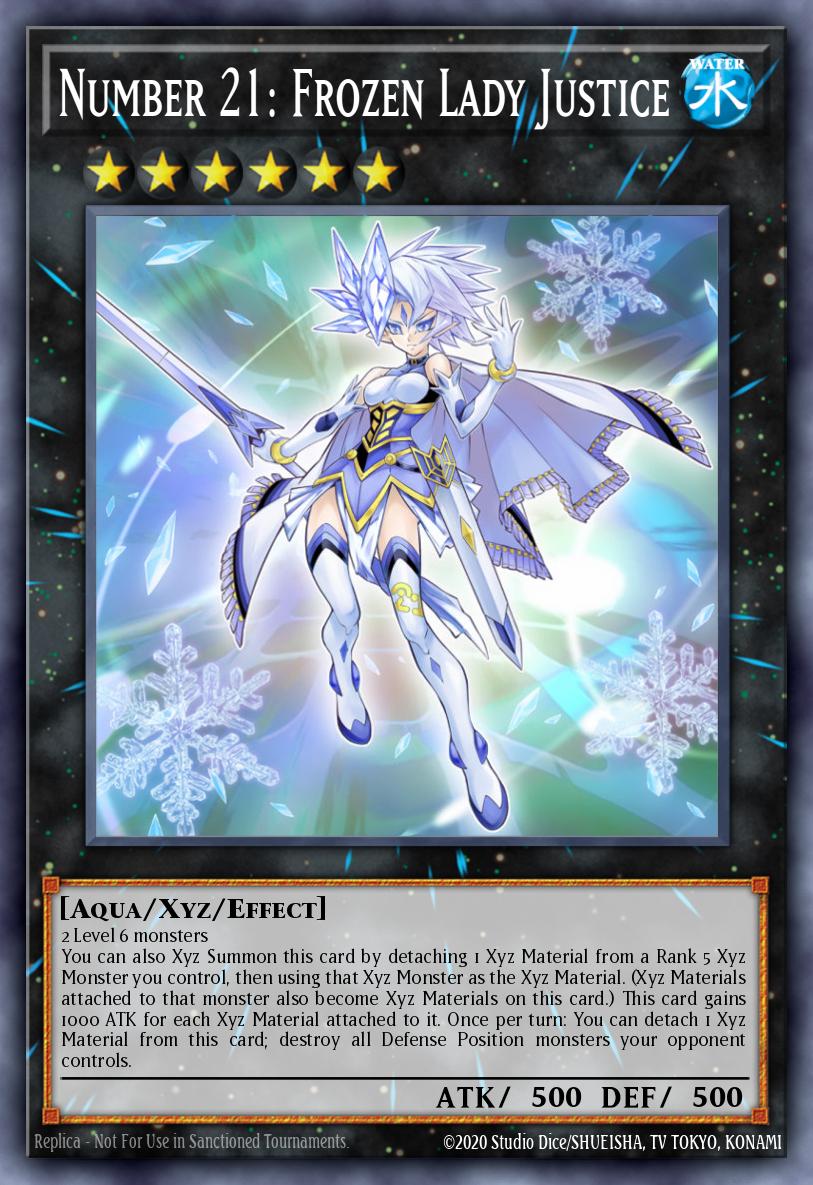 Number 21: Frozen Lady Justice
WATER
水
[Aqua/Xyz/Effect]
2 Level 6 monsters
You can also Xyz Summon this card by detaching 1 Xyz Material from a Rank 5 Xyz
Monster you control, then using that Xyz Monster as the Xyz Material. (Xyz Materials
attached to that monster also become Xyz Materials on this card.) This card gains
1000 ATK for each Xyz Material attached to it. Once per turn: You can detach 1 Xyz
Material from this card; destroy all Defense Position monsters your opponent
controls.
ATK/ 500 DEF/ 500
Replica - Not For Use in Sanctioned Tournaments.
©2020 Studio Dice/SHUEISHA, TV TOKYO, KONAMI